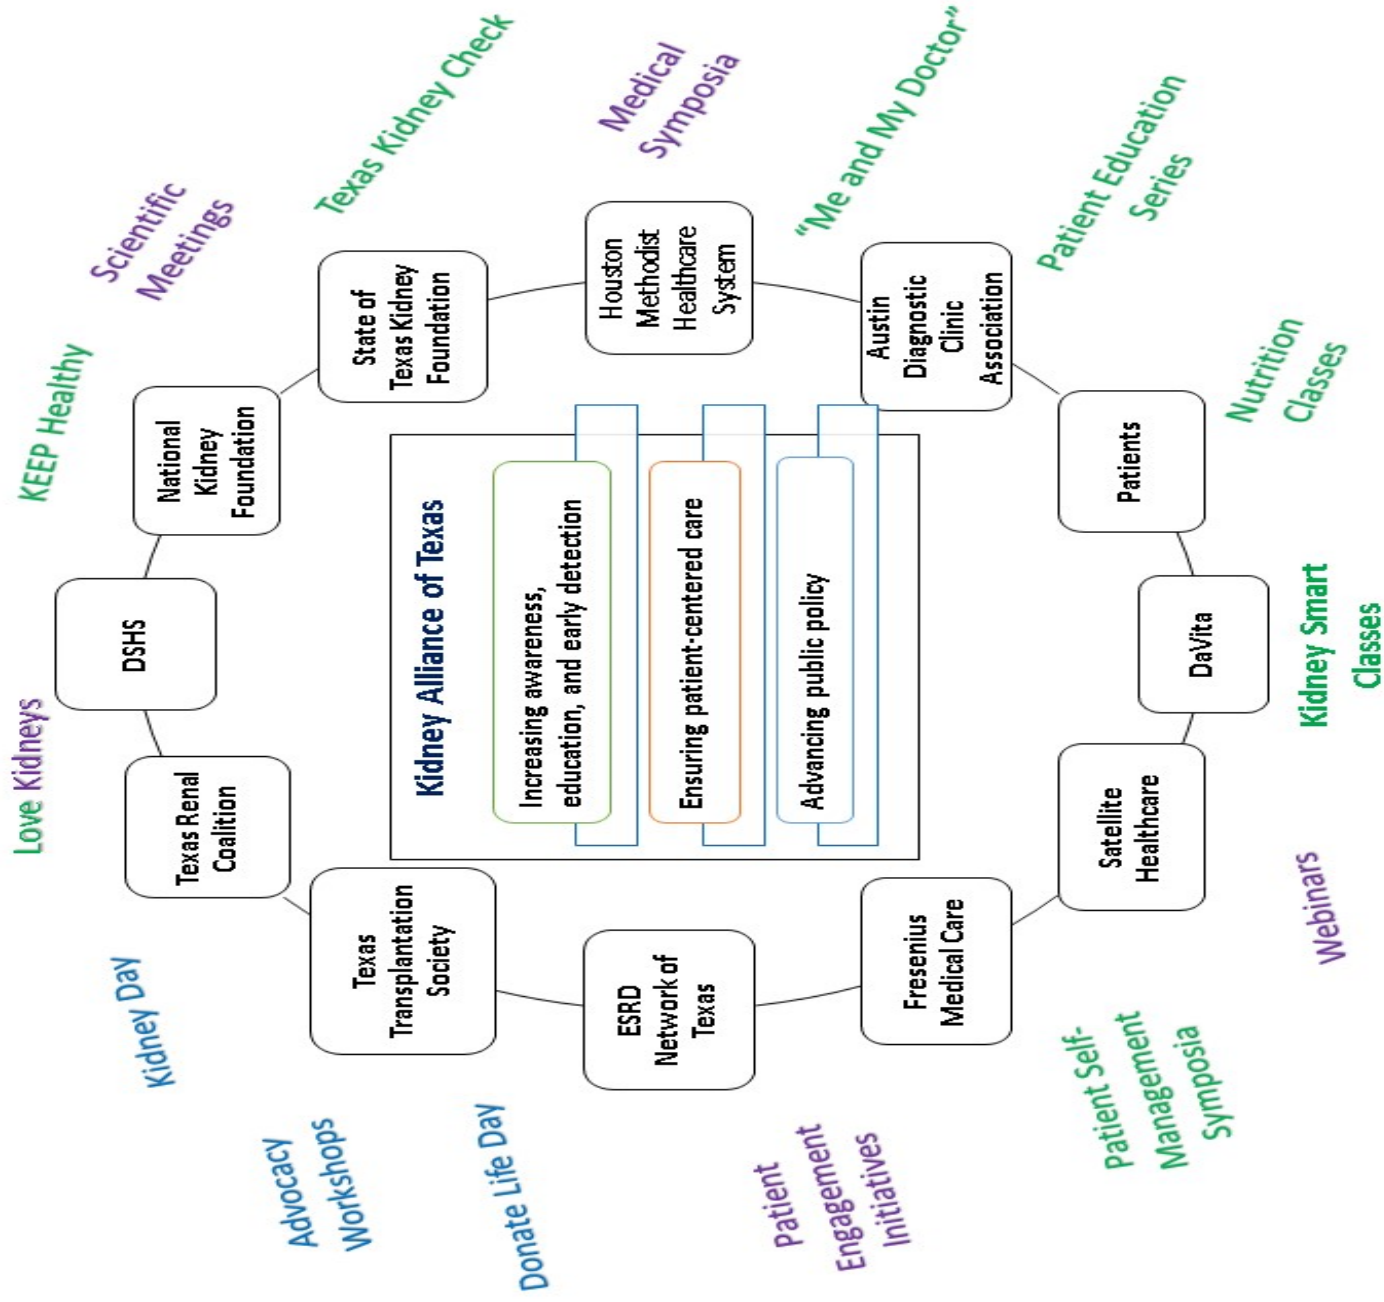 Kidney Alliance of Texas
Increasing awareness,
education, and early detection
Ensuring patient-centered care
Advancing public policy
DSHS
National
Kidney
Foundation
State of
Texas Kidney
Foundation
Houston
Methodist
Healthcare
System
Austin
Diagnostic
Clinic
Association
Patients
DaVita
Satellite
Healthcare
Fresenius
Medical Care
ESRD
Network of
Texas
Texas
Transplantation
Society
Texas Renal
Coalition
Love Kidneys
KEEP Healthy
Scientific
Meetings
Texas Kidney Check
Medical
Symposia
“Me and My Doctor”
Patient Education
Series
Nutrition
Classes
Kidney Smart
Classes
Webinars
Patient Self-
Management
Symposia
Patient
Engagement
Initiatives
Donate Life Day
Advocacy
Workshops
Kidney Day